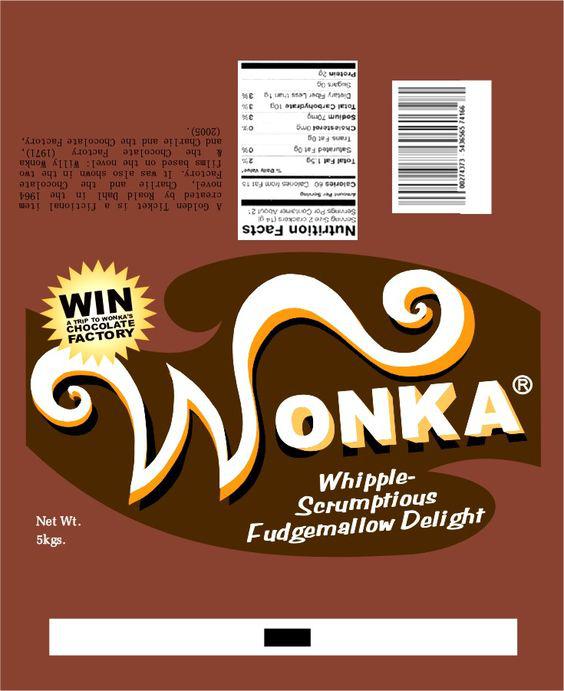 A Golden Ticket is a fictional item
created by Roald Dahl in the 1964
novel, Charlie and the Chocolate
Factory. It was also shown in the two
films based on the novel: Willy Wonka
& the Chocolate Factory (1971),
and Charlie and the Chocolate Factory,
(2005).
Nutrition Facts
Serving Size 2 crackers (14 g)
Servings Per Container About 21
Amount Per Serving
Calories 60 Calories from Fat 15
% Daily Value*
Total Fat 1.5g 2%
Saturated Fat 0g 0%
Trans Fat 0g
Cholesterol 0mg 0%
Sodium 70mg 3%
Total Carbohydrate 10g 3%
Dietary Fiber Less than 1g 3%
Sugars 0g
Protein 2g
00274373 5436565 74166
WIN
A TRIP TO WONKA'S
CHOCOLATE
FACTORY
WONKA®
Whipple-
Scrumptious
Fudgemallow Delight
Net Wt.
5kgs.